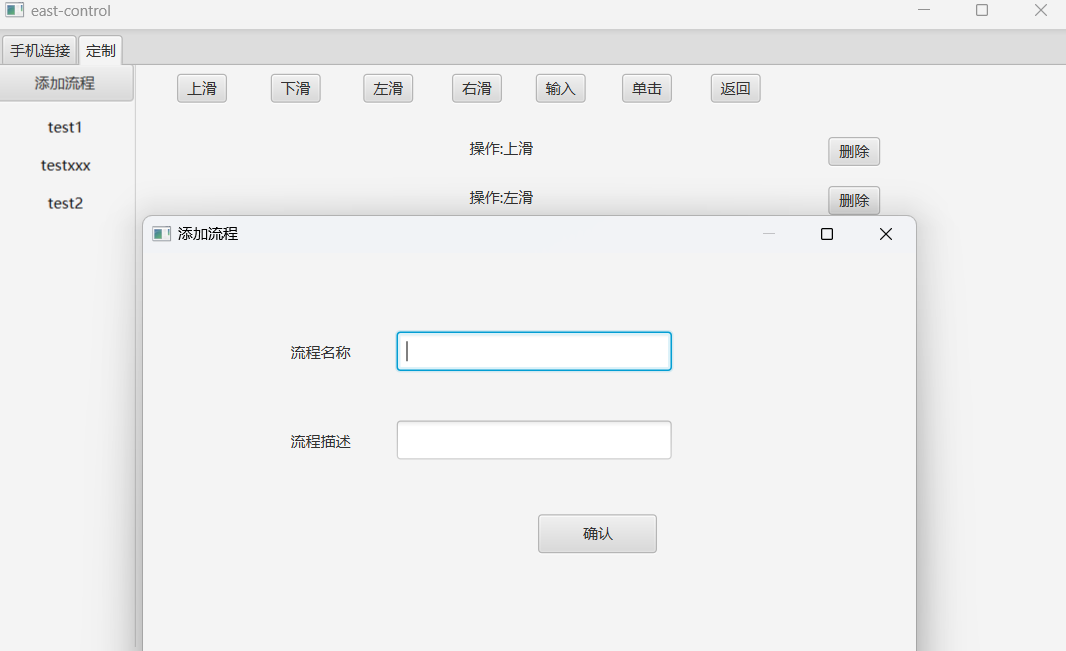 east-control
手机连接 定制
添加流程
上滑 下滑 左滑 右滑 输入 单击 返回
test1
testxxx
test2
操作:上滑 删除
操作:左滑 删除
添加流程
流程名称
流程描述
确认